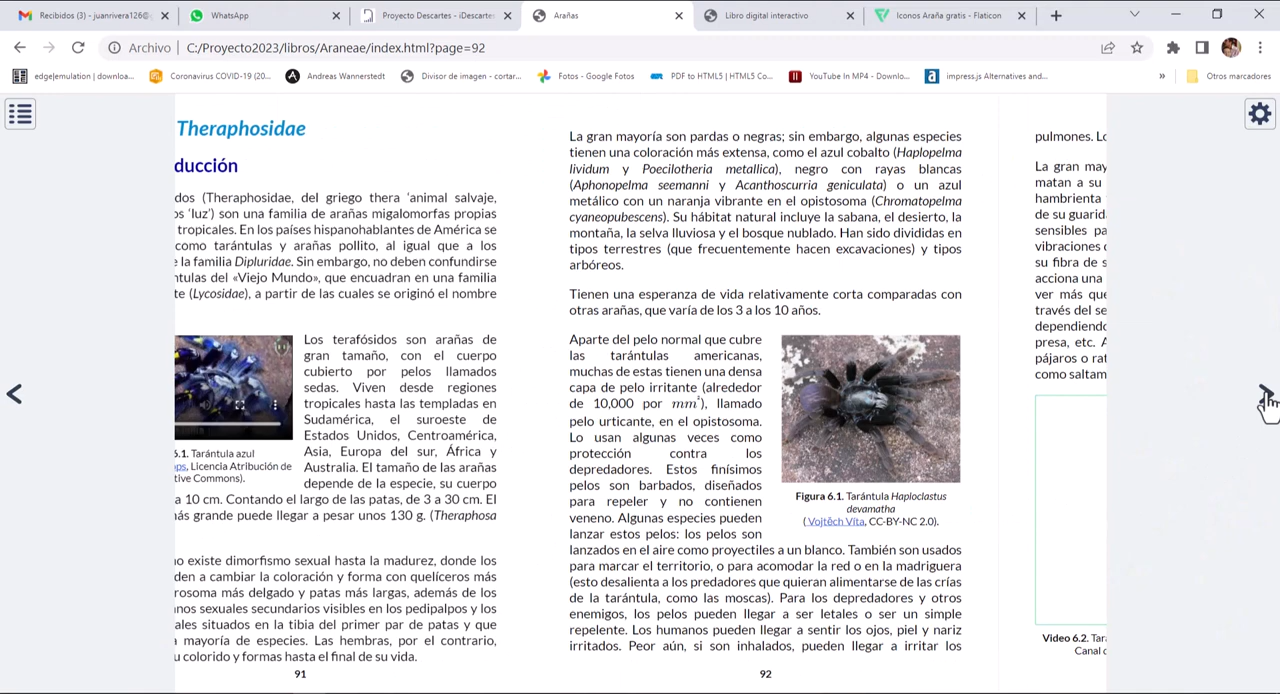 Recibidos (3) - juanrivera126@
WhatsApp
Proyecto Descartes - iDescartes
Arañas
Libro digital interactivo
Iconos Araña gratis - Flaticon
Archivo
C:/Proyecto2023/libros/Araneae/index.html?page=92
edge|emulation | downloa...
Coronavirus COVID-19 (20...
Andreas Wannerstedt
Divisor de imagen - cortar...
Fotos - Google Fotos
PDF to HTML5 | HTML5 Co...
YouTube In MP4 - Downlo...
impress.js Alternatives and...
»
Otros marcadores
Theraphosidae
ducción
dos (Theraphosidae, del griego thera ‘animal salvaje,
os ‘luz’) son una familia de arañas migalomorfas propias
tropicales. En los países hispanohablantes de América se
como tarántulas y arañas pollito, al igual que a los
e la familia Dipluridae. Sin embargo, no deben confundirse
ntulas del «Viejo Mundo», que encuadran en una familia
te (Lycosidae), a partir de las cuales se originó el nombre
Los terafósidos son arañas de
gran tamaño, con el cuerpo
cubierto por pelos llamados
sedas. Viven desde regiones
tropicales hasta las templadas en
Sudamérica, el suroeste de
Estados Unidos, Centroamérica,
Asia, Europa del sur, África y
Australia. El tamaño de las arañas
depende de la especie, su cuerpo
6.1. Tarántula azul
ops, Licencia Atribución de
tive Commons).
a 10 cm. Contando el largo de las patas, de 3 a 30 cm. El
más grande puede llegar a pesar unos 130 g. (Theraphosa
no existe dimorfismo sexual hasta la madurez, donde los
den a cambiar la coloración y forma con quelíceros más
rosoma más delgado y patas más largas, además de los
anos sexuales secundarios visibles en los pedipalpos y los
ales situados en la tibia del primer par de patas y que
a mayoría de especies. Las hembras, por el contrario,
u colorido y formas hasta el final de su vida.
91
La gran mayoría son pardas o negras; sin embargo, algunas especies
tienen una coloración más extensa, como el azul cobalto (Haplopelma
lividum y Poecilotheria metallica), negro con rayas blancas
(Aphonopelma seemanni y Acanthoscurria geniculata) o un azul
metálico con un naranja vibrante en el opistosoma (Chromatopelma
cyaneopubescens). Su hábitat natural incluye la sabana, el desierto, la
montaña, la selva lluviosa y el bosque nublado. Han sido divididas en
tipos terrestres (que frecuentemente hacen excavaciones) y tipos
arbóreos.
Tienen una esperanza de vida relativamente corta comparadas con
otras arañas, que varía de los 3 a los 10 años.
Aparte del pelo normal que cubre
las tarántulas americanas,
muchas de estas tienen una densa
capa de pelo irritante (alrededor
de 10,000 por mm²), llamado
pelo urticante, en el opistosoma.
Lo usan algunas veces como
protección contra los
depredadores. Estos finísimos
pelos son barbados, diseñados
para repeler y no contienen
veneno. Algunas especies pueden
lanzar estos pelos: los pelos son
Figura 6.1. Tarántula Haploclastus
devamatha
( Vojtěch Víta, CC-BY-NC 2.0).
lanzados en el aire como proyectiles a un blanco. También son usados
para marcar el territorio, o para acomodar la red o en la madriguera
(esto desalienta a los predadores que quieran alimentarse de las crías
de la tarántula, como las moscas). Para los depredadores y otros
enemigos, los pelos pueden llegar a ser letales o ser un simple
repelente. Los humanos pueden llegar a sentir los ojos, piel y nariz
irritados. Peor aún, si son inhalados, pueden llegar a irritar los
92
pulmones. Lo
La gran may
matan a su
hambrienta
de su guarid
sensibles pa
vibraciones d
su fibra de s
acciona una
ver más que
través del se
dependiendo
presa, etc. A
pájaros o rat
como saltam
Video 6.2. Tar
Canal d